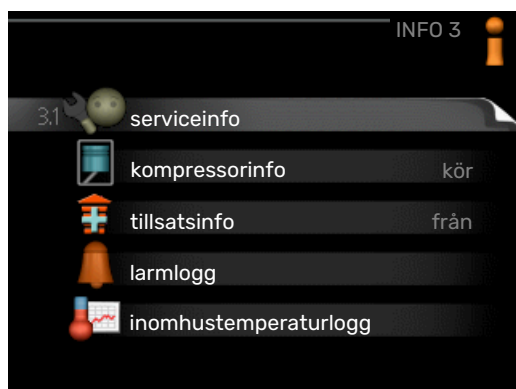 INFO 3
3.1 serviceinfo
kompressorinfo kör
tillsatsinfo från
larmlogg
inomhustemperaturlogg